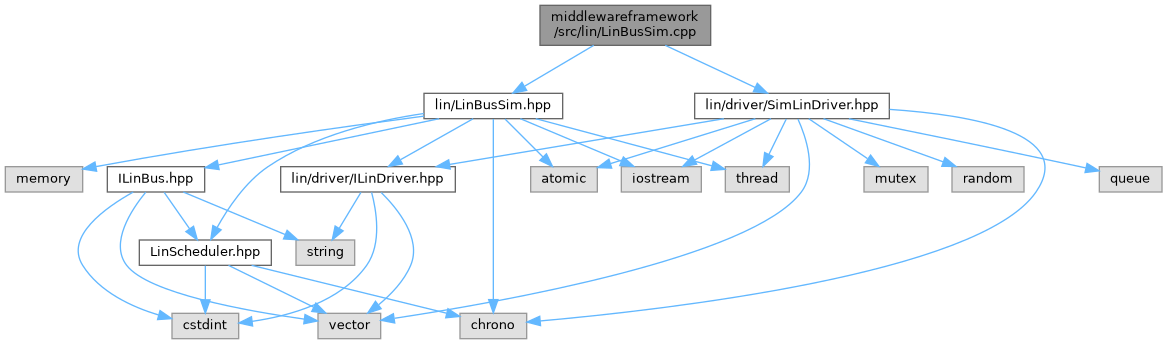 middlewareframework
/src/lin/LinBusSim.cpp
lin/LinBusSim.hpp
lin/driver/SimLinDriver.hpp
memory
ILinBus.hpp
lin/driver/ILinDriver.hpp
atomic
iostream
thread
mutex
random
queue
LinScheduler.hpp
string
cstdint
vector
chrono